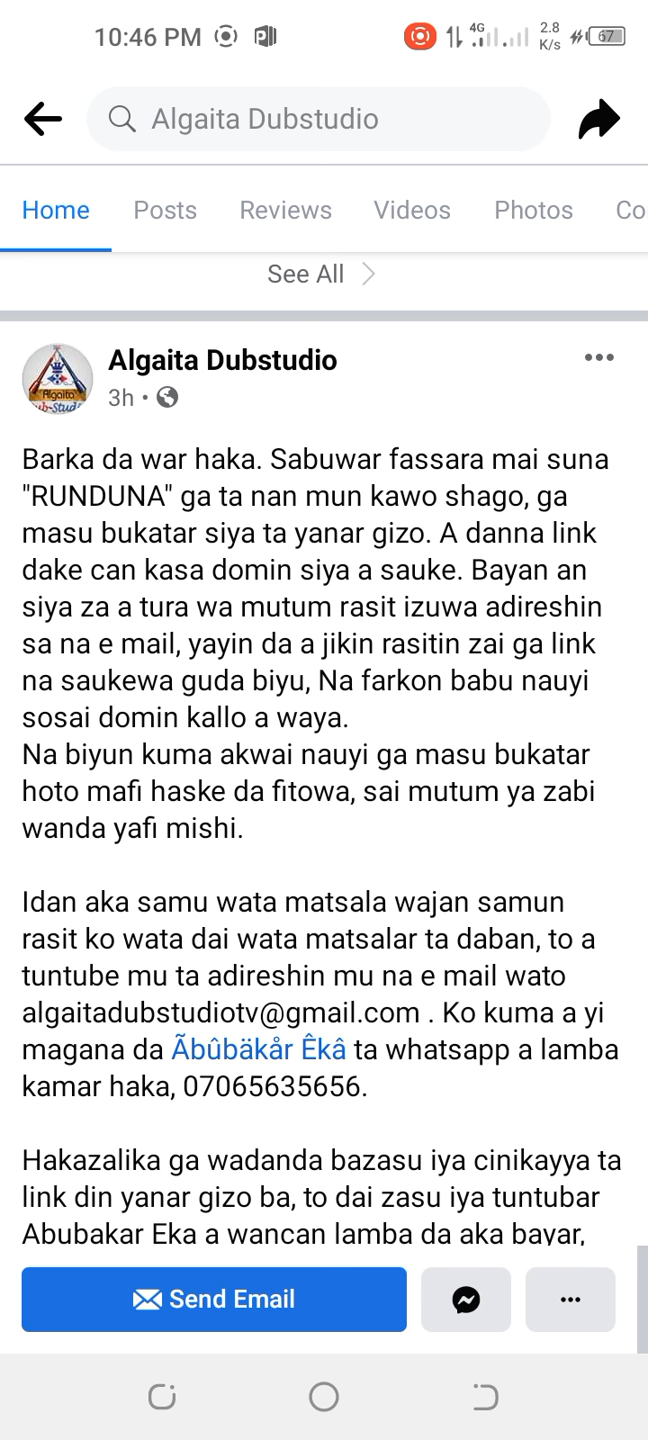 10:46 PM
4G
2.8
K/s
67
Algaita Dubstudio
Home Posts Reviews Videos Photos Co
See All
Algaita Dubstudio
3h
Barka da war haka. Sabuwar fassara mai suna
"RUNDUNA" ga ta nan mun kawo shago, ga
masu bukatar siya ta yanar gizo. A danna link
dake can kasa domin siya a sauke. Bayan an
siya za a tura wa mutum rasit izuwa adireshin
sa na e mail, yayin da a jikin rasitin zai ga link
na saukewa guda biyu, Na farkon babu nauyi
sosai domin kallo a waya.
Na biyun kuma akwai nauyi ga masu bukatar
hoto mafi haske da fitowa, sai mutum ya zabi
wanda yafi mishi.
Idan aka samu wata matsala wajan samun
rasit ko wata dai wata matsalar ta daban, to a
tuntube mu ta adireshin mu na e mail wato
algaitadubstudiotv@gmail.com . Ko kuma a yi
magana da Ãbûbäkår Êkâ ta whatsapp a lamba
kamar haka, 07065635656.
Hakazalika ga wadanda bazasu iya cinikayya ta
link din yanar gizo ba, to dai zasu iya tuntubar
Abubakar Eka a wancan lamba da aka bayar,
Send Email